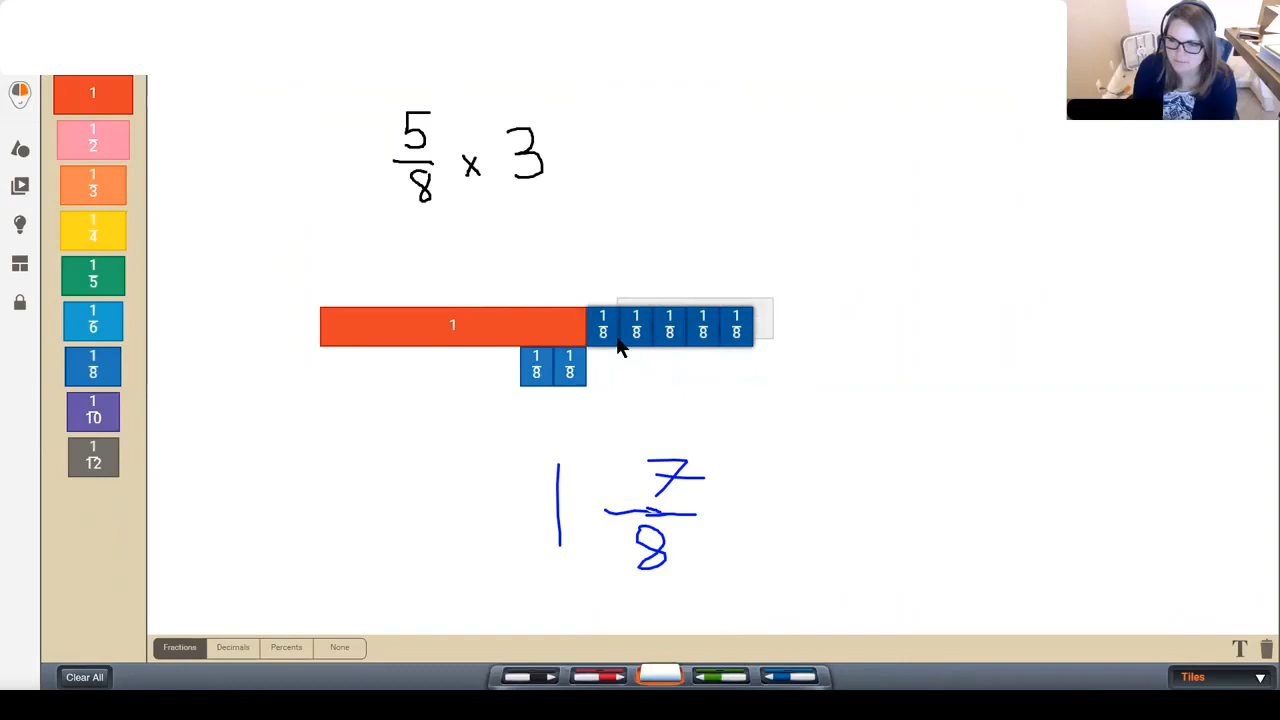 1
1/2
1/3
1/4
1/5
1/6
1/8
1/10
1/12
5/8 x 3
1 1/8 1/8 1/8 1/8 1/8
1/8 1/8
1 7/8
Fractions Decimals Percents None T
Clear All Tiles